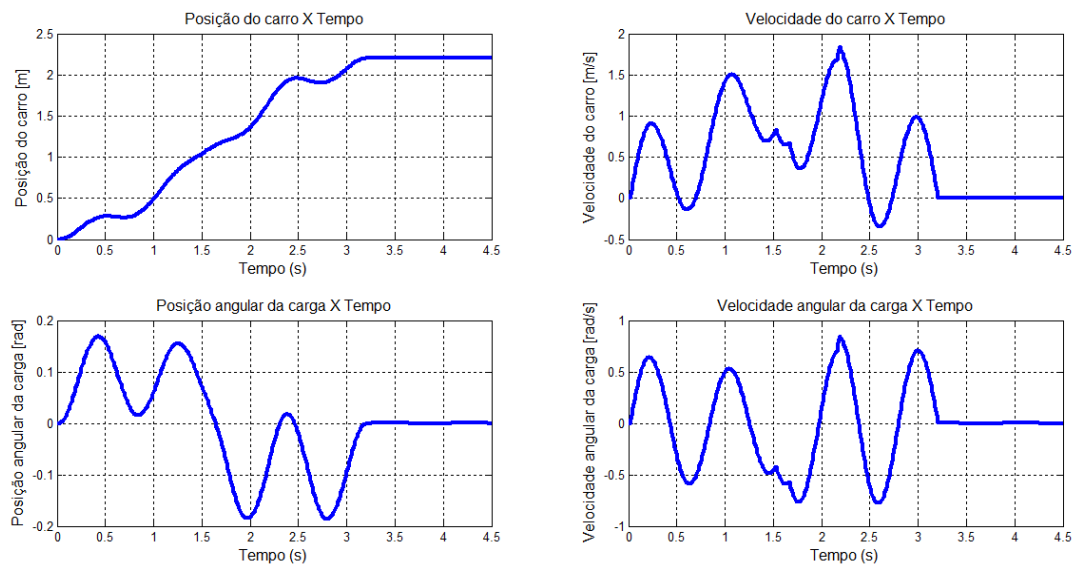 Posição do carro X Tempo
Posição do carro [m]
2.5
2
1.5
1
0.5
0
0 0.5 1 1.5 2 2.5 3 3.5 4 4.5
Tempo (s)
Velocidade do carro X Tempo
Velocidade do carro [m/s]
2
1.5
1
0.5
0
-0.5
0 0.5 1 1.5 2 2.5 3 3.5 4 4.5
Tempo (s)
Posição angular da carga X Tempo
Posição angular da carga [rad]
0.2
0.1
0
-0.1
-0.2
0 0.5 1 1.5 2 2.5 3 3.5 4 4.5
Tempo (s)
Velocidade angular da carga X Tempo
Velocidade angular da carga [rad/s]
1
0.5
0
-0.5
-1
0 0.5 1 1.5 2 2.5 3 3.5 4 4.5
Tempo (s)